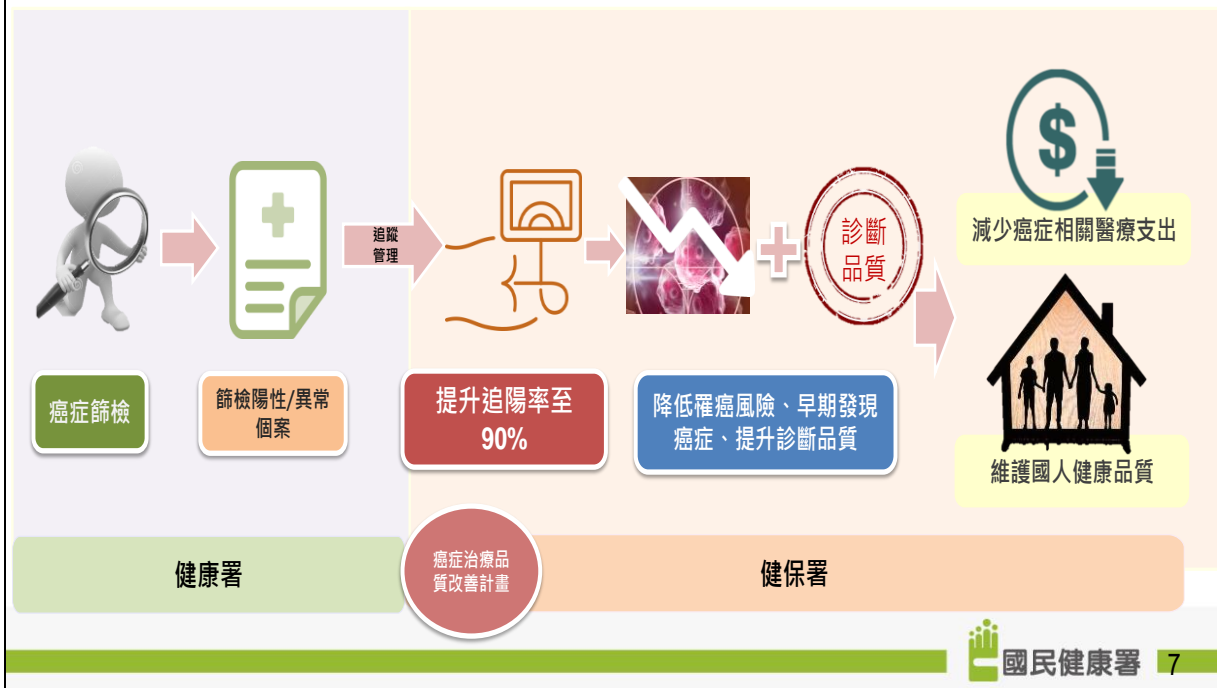 追蹤
管理
診斷
品質
減少癌症相關醫療支出
癌症篩檢
篩檢陽性/異常
個案
提升追陽率至
90%
降低罹癌風險、早期發現
癌症、提升診斷品質
維護國人健康品質
健康署
癌症治療品
質改善計畫
健保署
國民健康署
7